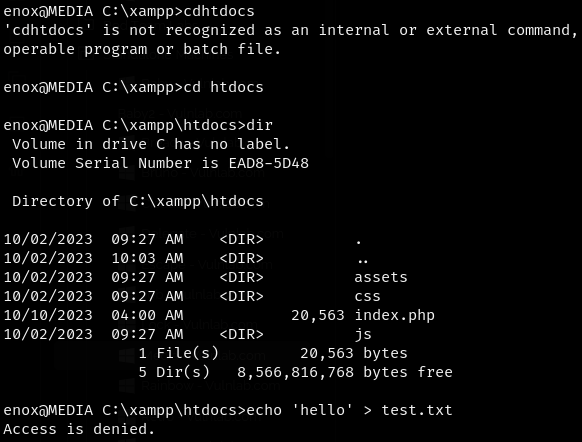 enox@MEDIA C:\xampp>cdhtdocs
'cdhtdocs' is not recognized as an internal or external command,
operable program or batch file.
enox@MEDIA C:\xampp>cd htdocs
enox@MEDIA C:\xampp\htdocs>dir
 Volume in drive C has no label.
 Volume Serial Number is EAD8-5D48
 Directory of C:\xampp\htdocs
10/02/2023  09:27 AM    <DIR>          .
10/02/2023  10:03 AM    <DIR>          ..
10/02/2023  09:27 AM    <DIR>          assets
10/02/2023  09:27 AM    <DIR>          css
10/10/2023  04:00 AM            20,563 index.php
10/02/2023  09:27 AM    <DIR>          js
               1 File(s)         20,563 bytes
               5 Dir(s)   8,566,816,768 bytes free
enox@MEDIA C:\xampp\htdocs>echo 'hello' > test.txt
Access is denied.